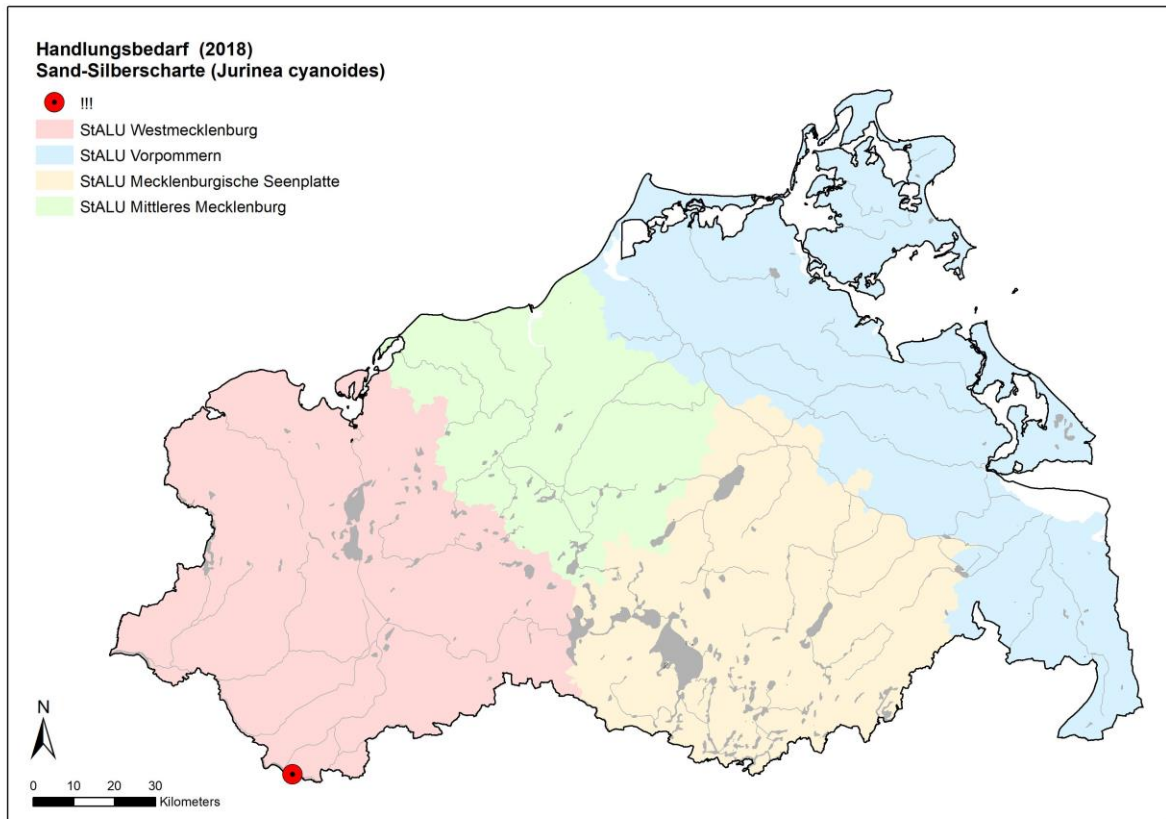 Handlungsbedarf (2018)
Sand-Silberscharte (Jurinea cyanoides)
!!!
StALU Westmecklenburg
StALU Vorpommern
StALU Mecklenburgische Seenplatte
StALU Mittleres Mecklenburg
N
0 10 20 30
Kilometers